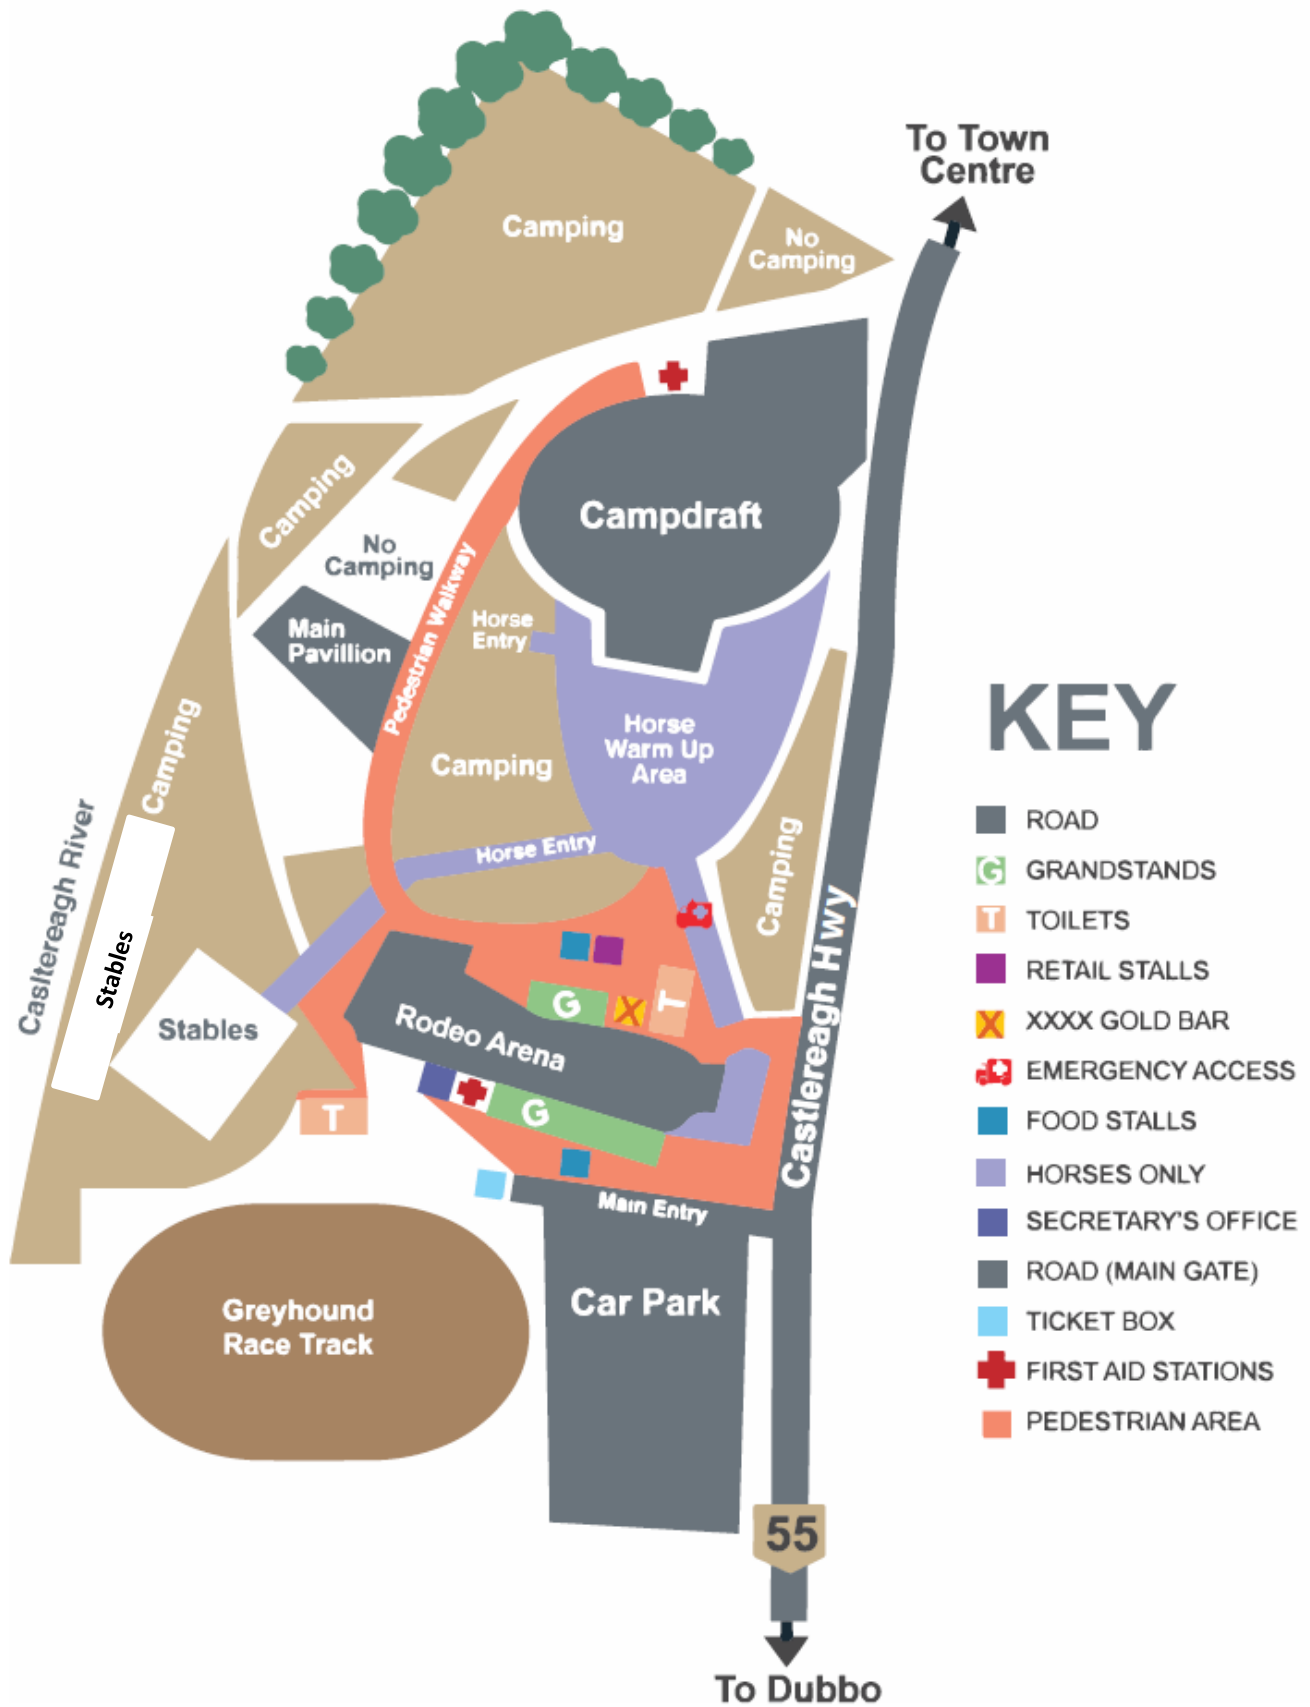 To Town
Centre
Camping
No
Camping
Camping
No
Camping
Campdraft
Pedestrian Walkway
Horse
Entry
Main
Pavillion
Horse
Warm Up
Area
Camping
Camping
Camping
Horse Entry
Casltereagh River
Stables
Stables
G
T
Rodeo Arena
G
T
Castlereagh Hwy
Main Entry
Greyhound
Race Track
Car Park
55
To Dubbo
KEY
ROAD
G GRANDSTANDS
T TOILETS
RETAIL STALLS
XXXX GOLD BAR
EMERGENCY ACCESS
FOOD STALLS
HORSES ONLY
SECRETARY'S OFFICE
ROAD (MAIN GATE)
TICKET BOX
FIRST AID STATIONS
PEDESTRIAN AREA